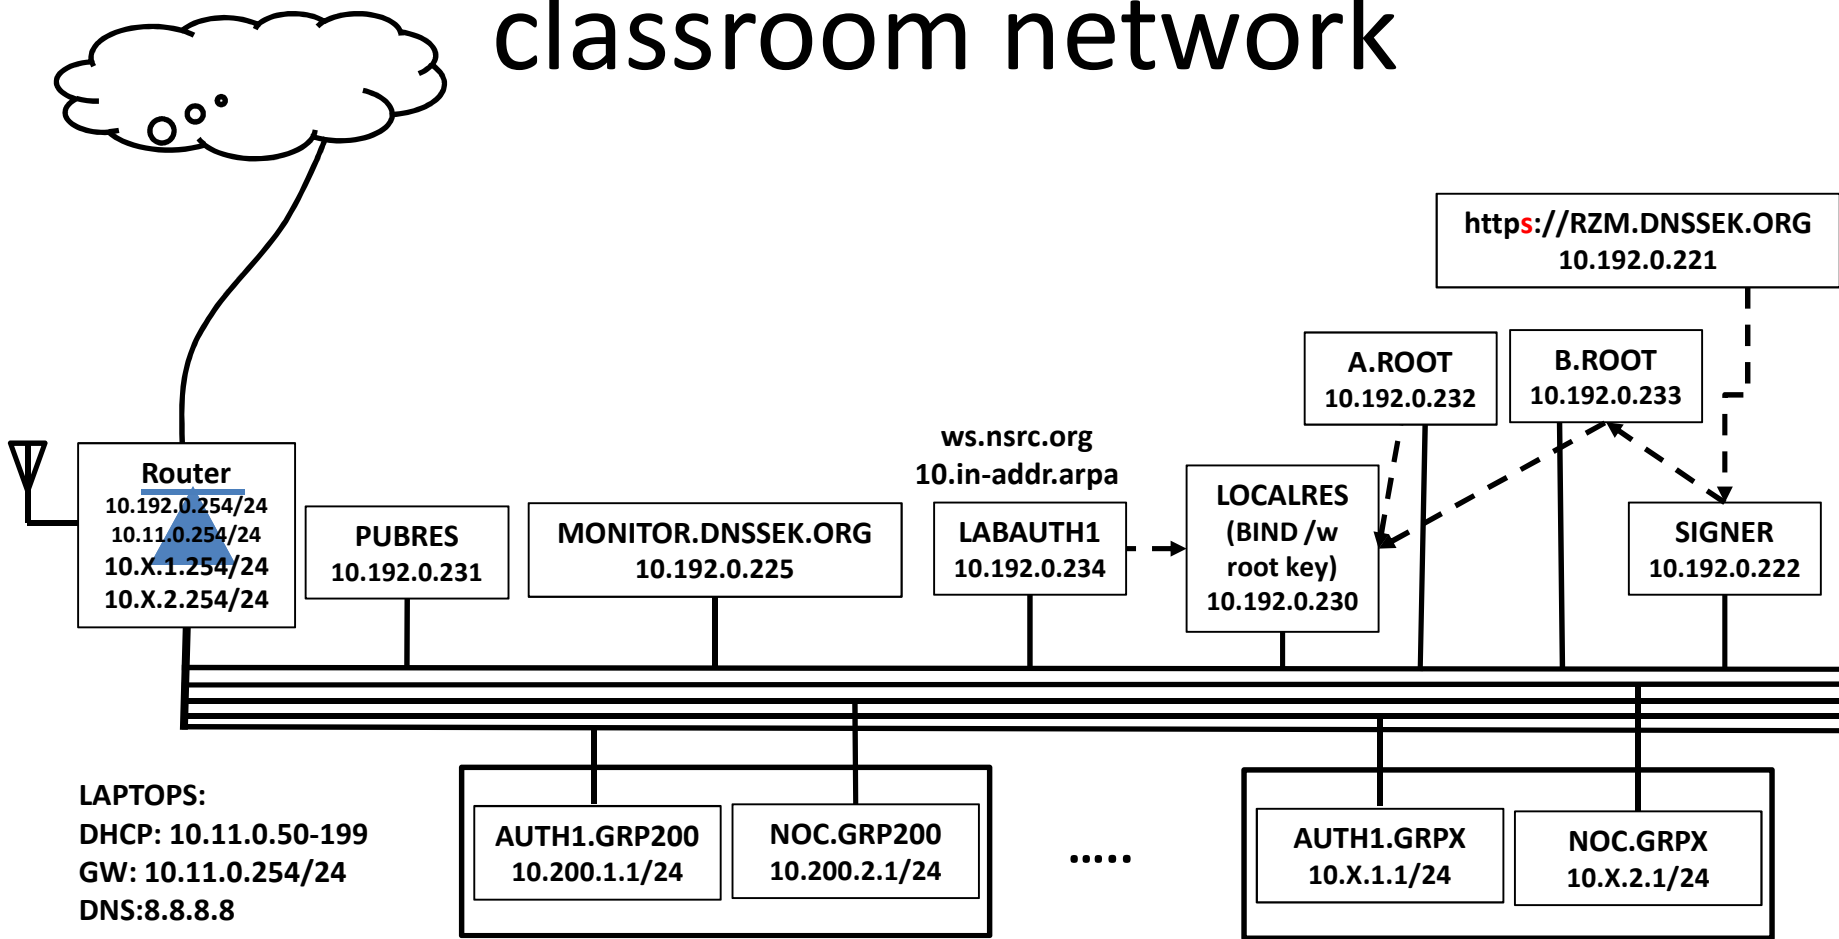 classroom network
https://RZM.DNSSEK.ORG
10.192.0.221
A.ROOT
10.192.0.232
B.ROOT
10.192.0.233
ws.nsrc.org
10.in-addr.arpa
Router
10.192.0.254/24
10.11.0.254/24
10.X.1.254/24
10.X.2.254/24
PUBRES
10.192.0.231
MONITOR.DNSSEK.ORG
10.192.0.225
LABAUTH1
10.192.0.234
LOCALRES
(BIND /w
root key)
10.192.0.230
SIGNER
10.192.0.222
LAPTOPS:
DHCP: 10.11.0.50-199
GW: 10.11.0.254/24
DNS:8.8.8.8
AUTH1.GRP200
10.200.1.1/24
NOC.GRP200
10.200.2.1/24
.....
AUTH1.GRPX
10.X.1.1/24
NOC.GRPX
10.X.2.1/24